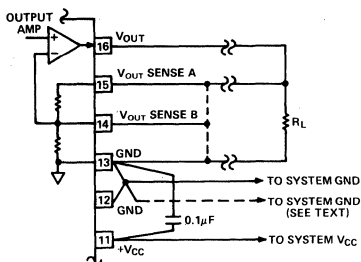 OUTPUT
AMP
+
−
16
VOUT
15
VOUT SENSE A
14
VOUT SENSE B
RL
13
GND
TO SYSTEM GND
12
GND
TO SYSTEM GND
(SEE TEXT)
0.1μF
11
+VCC
TO SYSTEM VCC